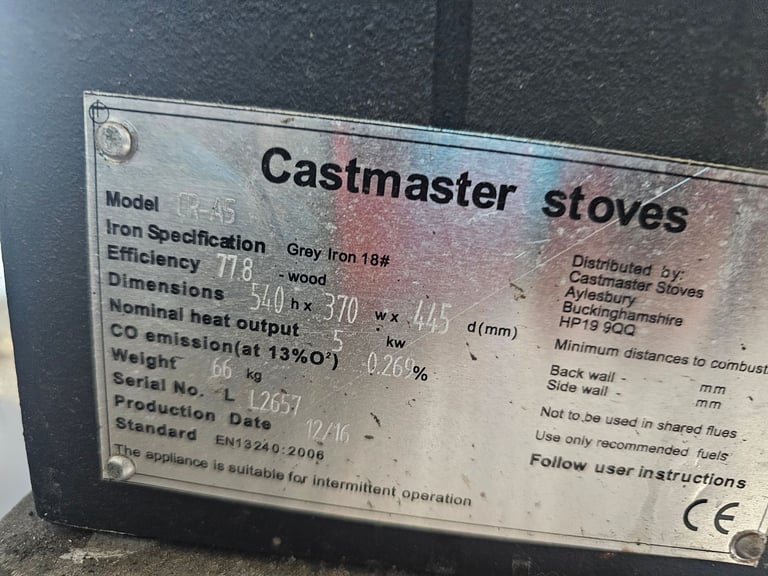 Castmaster stoves
Model CR-A5
Iron Specification Grey Iron 18#
Efficiency 77.8 - wood
Dimensions 540 h x 370 w x 445 d (mm)
Nominal heat output 5 kw
CO emission(at 13%O²) 0.269%
Weight 66 kg
Serial No. L L2657
Production Date 12/16
Standard EN13240:2006
The appliance is suitable for intermittent operation
Distributed by:
Castmaster Stoves
Aylesbury
Buckinghamshire
HP19 9QQ
Minimum distances to combust
Back wall - mm
Side wall - mm
Not to be used in shared flues
Use only recommended fuels
Follow user instructions
CE